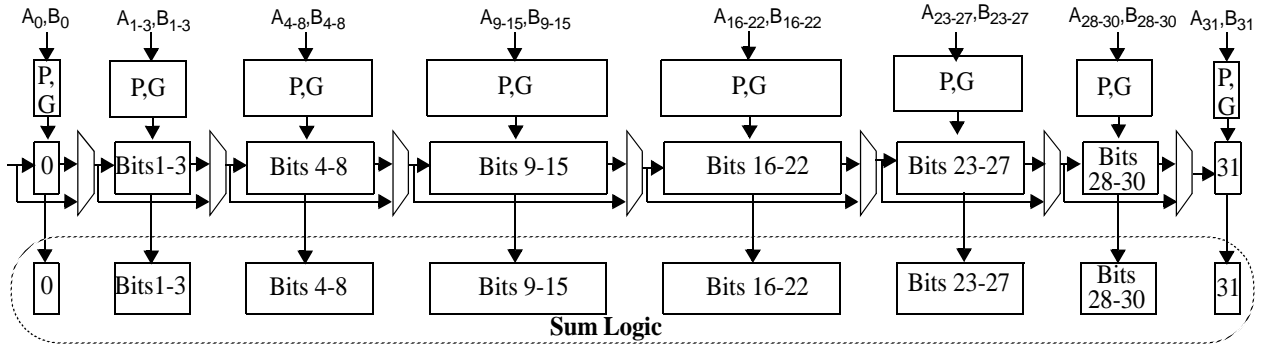 A0,B0 A1-3,B1-3 A4-8,B4-8 A9-15,B9-15 A16-22,B16-22 A23-27,B23-27 A28-30,B28-30 A31,B31
P,
G
P,G
P,G
P,G
P,G
P,G
P,G
P,
G
0
Bits1-3
Bits 4-8
Bits 9-15
Bits 16-22
Bits 23-27
Bits
28-30
31
0
Bits1-3
Bits 4-8
Bits 9-15
Bits 16-22
Bits 23-27
Bits
28-30
31
Sum Logic